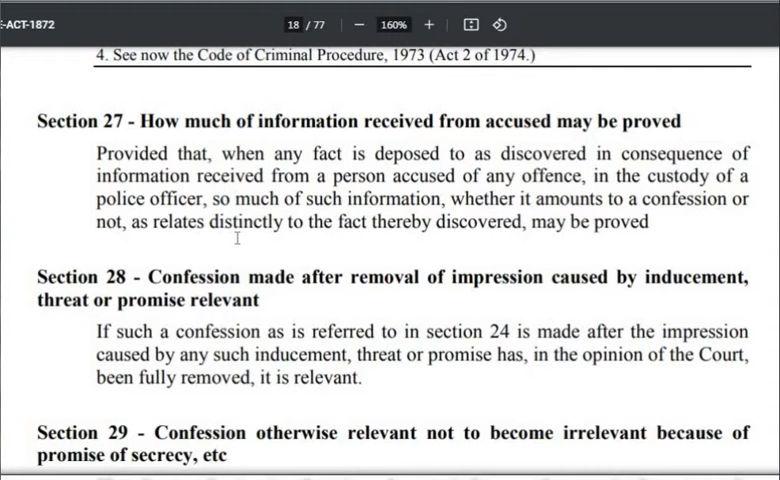 E-ACT-1872
18 / 77
160%
4. See now the Code of Criminal Procedure, 1973 (Act 2 of 1974.)
Section 27 - How much of information received from accused may be proved
Provided that, when any fact is deposed to as discovered in consequence of
information received from a person accused of any offence, in the custody of a
police officer, so much of such information, whether it amounts to a confession or
not, as relates distinctly to the fact thereby discovered, may be proved
Section 28 - Confession made after removal of impression caused by inducement,
threat or promise relevant
If such a confession as is referred to in section 24 is made after the impression
caused by any such inducement, threat or promise has, in the opinion of the Court,
been fully removed, it is relevant.
Section 29 - Confession otherwise relevant not to become irrelevant because of
promise of secrecy, etc